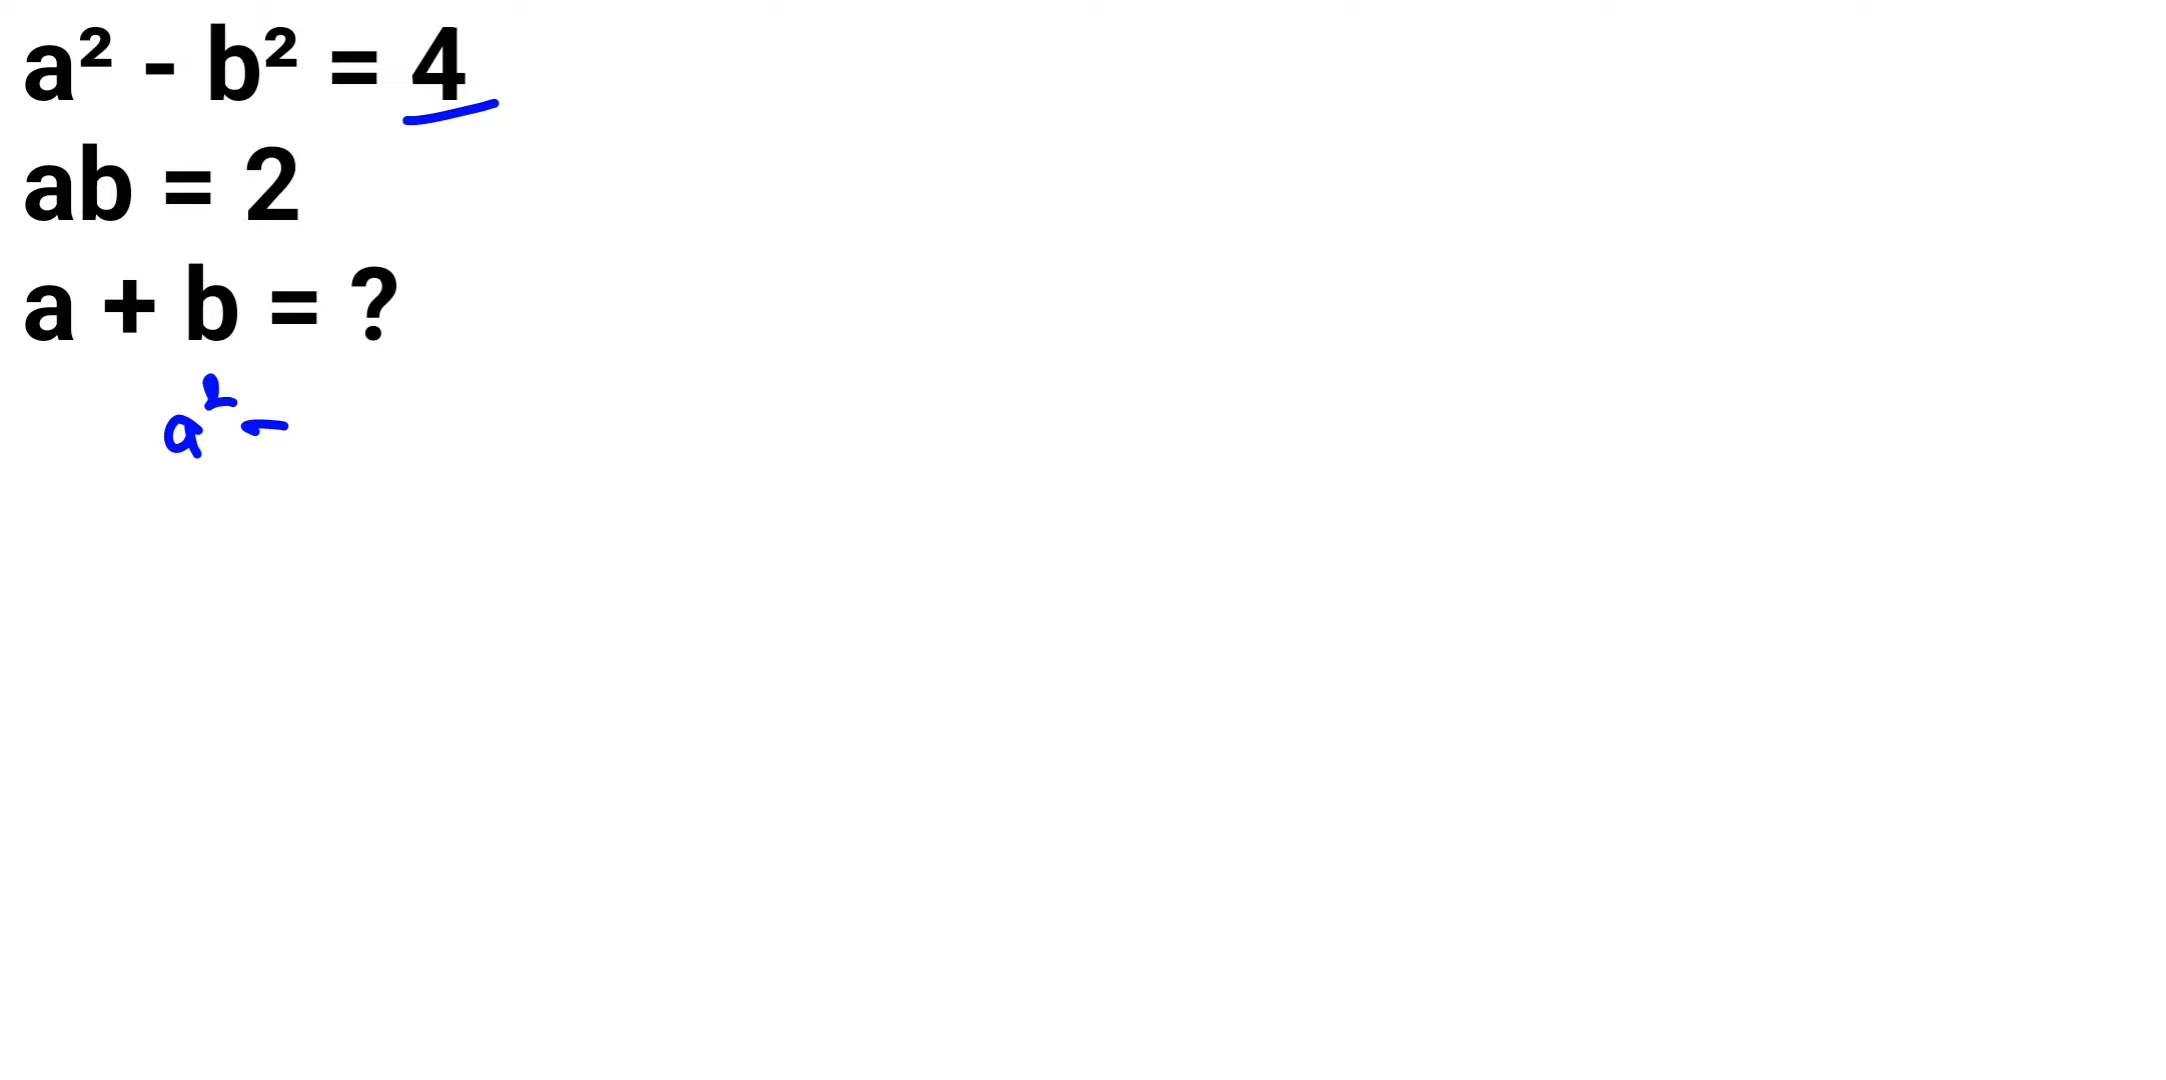 a² - b² = 4
ab = 2
a + b = ?
a² -